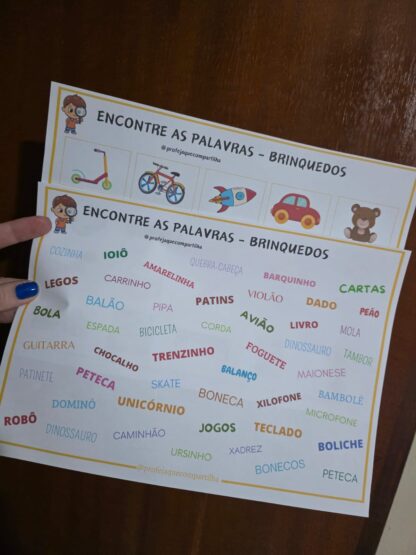 ENCONTRE AS PALAVRAS - BRINQUEDOS
@profejaquecompartilha
ENCONTRE AS PALAVRAS - BRINQUEDOS
@profejaquecompartilha
COZINHA IOIÔ AMARELINHA QUEBRA-CABEÇA BARQUINHO CARTAS
LEGOS CARRINHO PATINS VIOLÃO DADO PEÃO
BOLA BALÃO PIPA AVIÃO LIVRO MOLA
ESPADA BICICLETA CORDA DINOSSAURO TAMBOR
GUITARRA CHOCALHO TRENZINHO FOGUETE MAIONESE
PATINETE PETECA SKATE BALANÇO BONECA XILOFONE BAMBOLÊ
ROBÔ DOMINÓ UNICÓRNIO JOGOS TECLADO MICROFONE
DINOSSAURO CAMINHÃO URSINHO XADREZ BOLICHE
BONECOS PETECA
@profejaquecompartilha